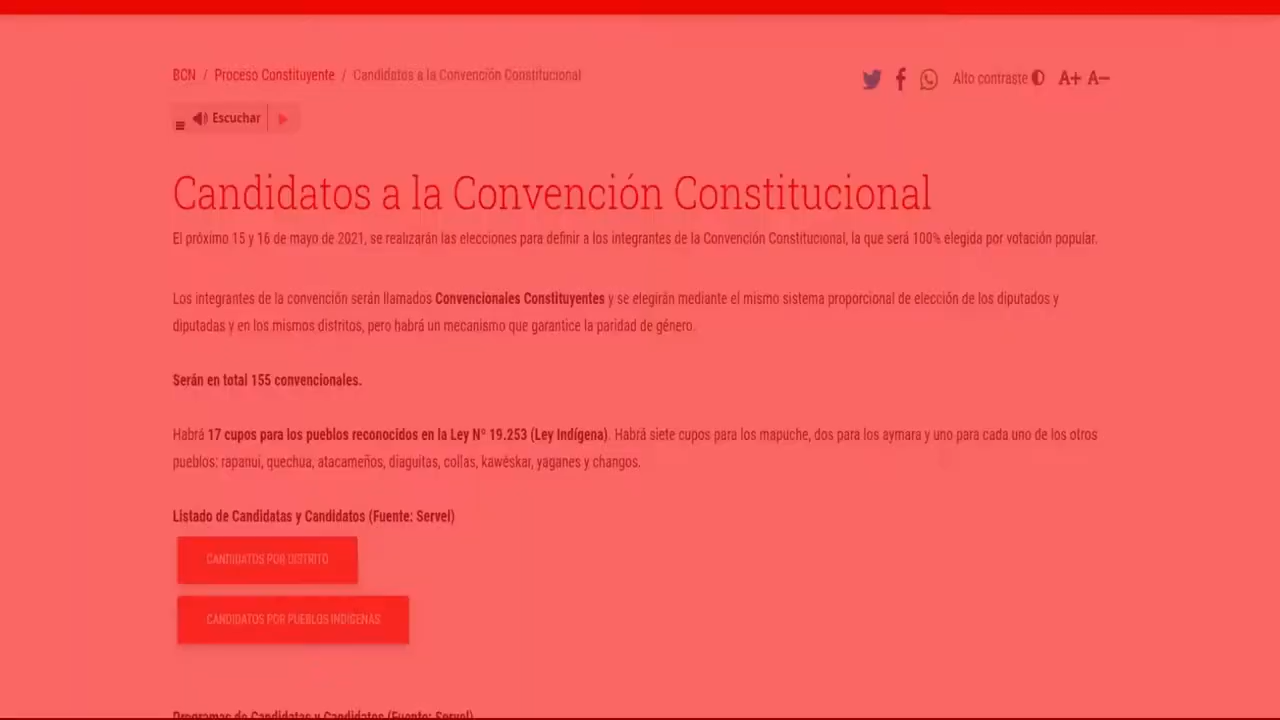 BCN / Proceso Constituyente / Candidatos a la Convención Constitucional
Alto contraste A+ A−
Escuchar
Candidatos a la Convención Constitucional
El próximo 15 y 16 de mayo de 2021, se realizarán las elecciones para definir a los integrantes de la Convención Constitucional, la que será 100% elegida por votación popular.
Los integrantes de la convención serán llamados Convencionales Constituyentes y se elegirán mediante el mismo sistema proporcional de elección de los diputados y
diputadas y en los mismos distritos, pero habrá un mecanismo que garantice la paridad de género.
Serán en total 155 convencionales.
Habrá 17 cupos para los pueblos reconocidos en la Ley N° 19.253 (Ley Indígena). Habrá siete cupos para los mapuche, dos para los aymara y uno para cada uno de los otros
pueblos: rapanui, quechua, atacameños, diaguitas, collas, kawéskar, yaganes y changos.
Listado de Candidatas y Candidatos (Fuente: Servel)
CANDIDATOS POR DISTRITO
CANDIDATOS POR PUEBLOS INDÍGENAS
Programas de Candidatas y Candidatos (Fuente: Servel)